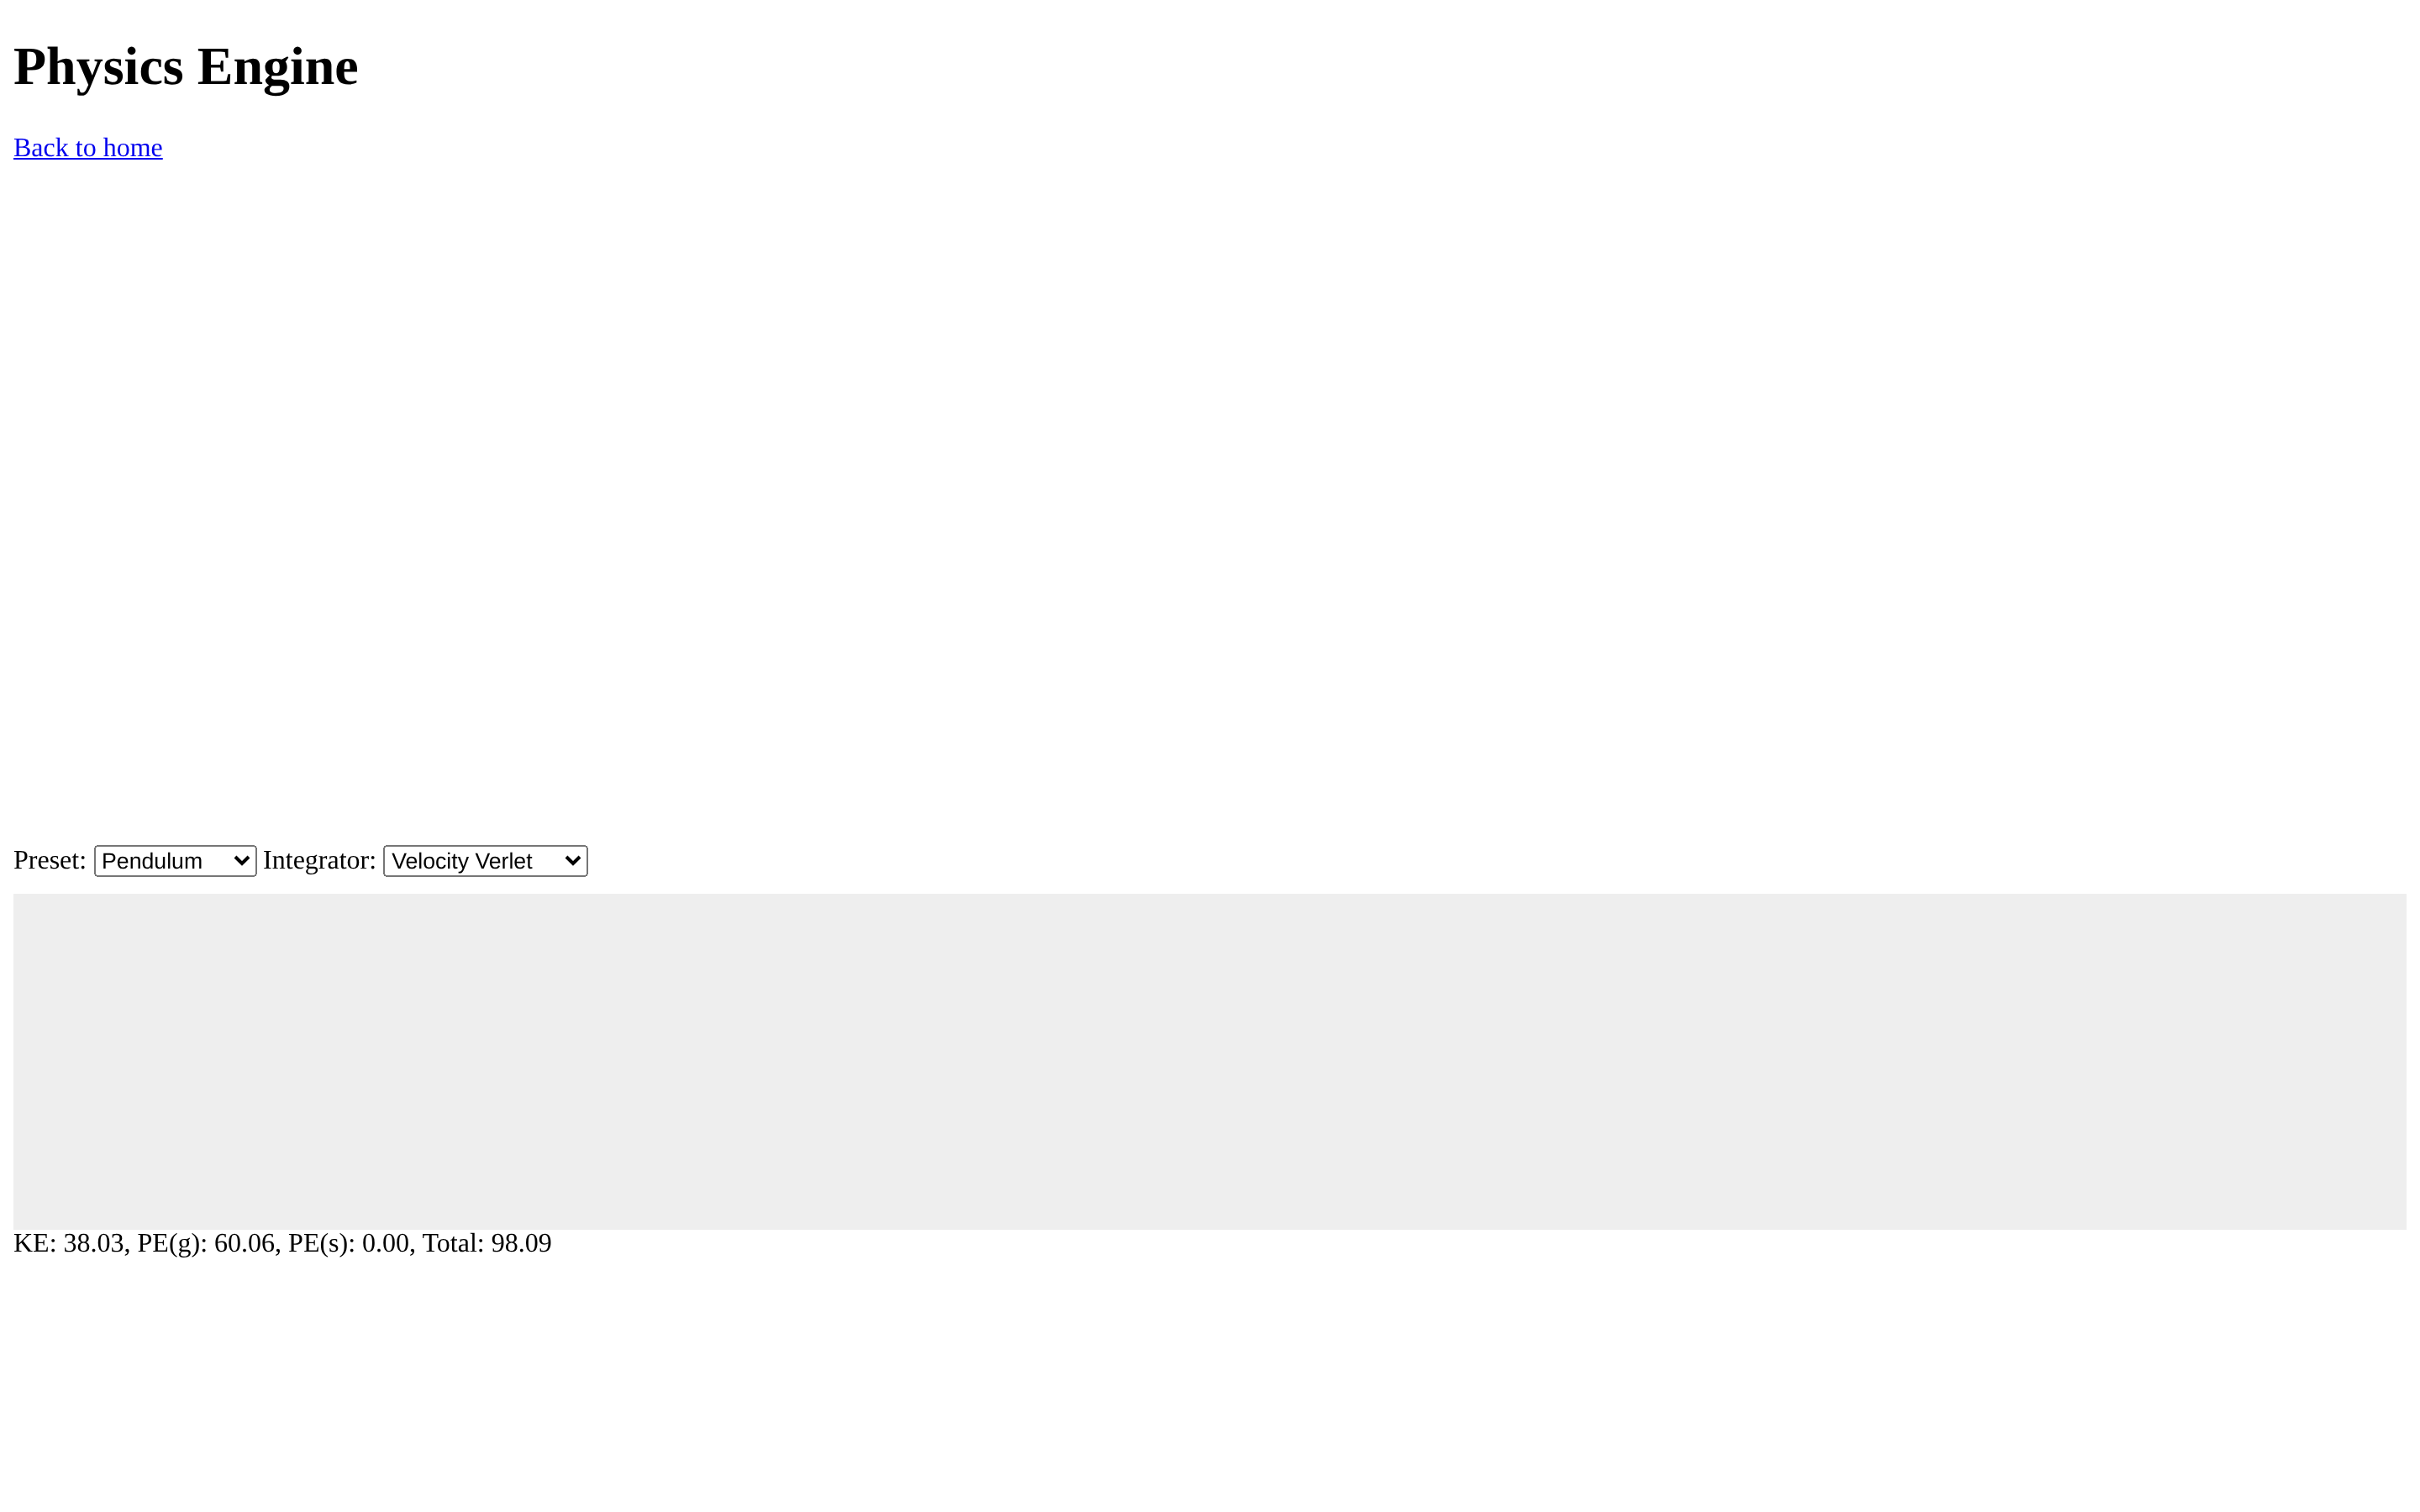 Physics Engine
Back to home
Preset: Pendulum Integrator: Velocity Verlet
KE: 38.03, PE(g): 60.06, PE(s): 0.00, Total: 98.09